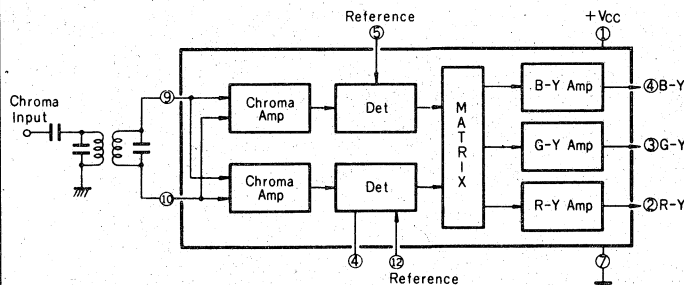 Reference
⑤
+Vcc
①
Chroma
Input
⑨
Chroma
Amp
Det
MATRIX
B-Y Amp
④B-Y
G-Y Amp
③G-Y
⑩
Chroma
Amp
Det
R-Y Amp
②R-Y
④
⑫
Reference
⑦